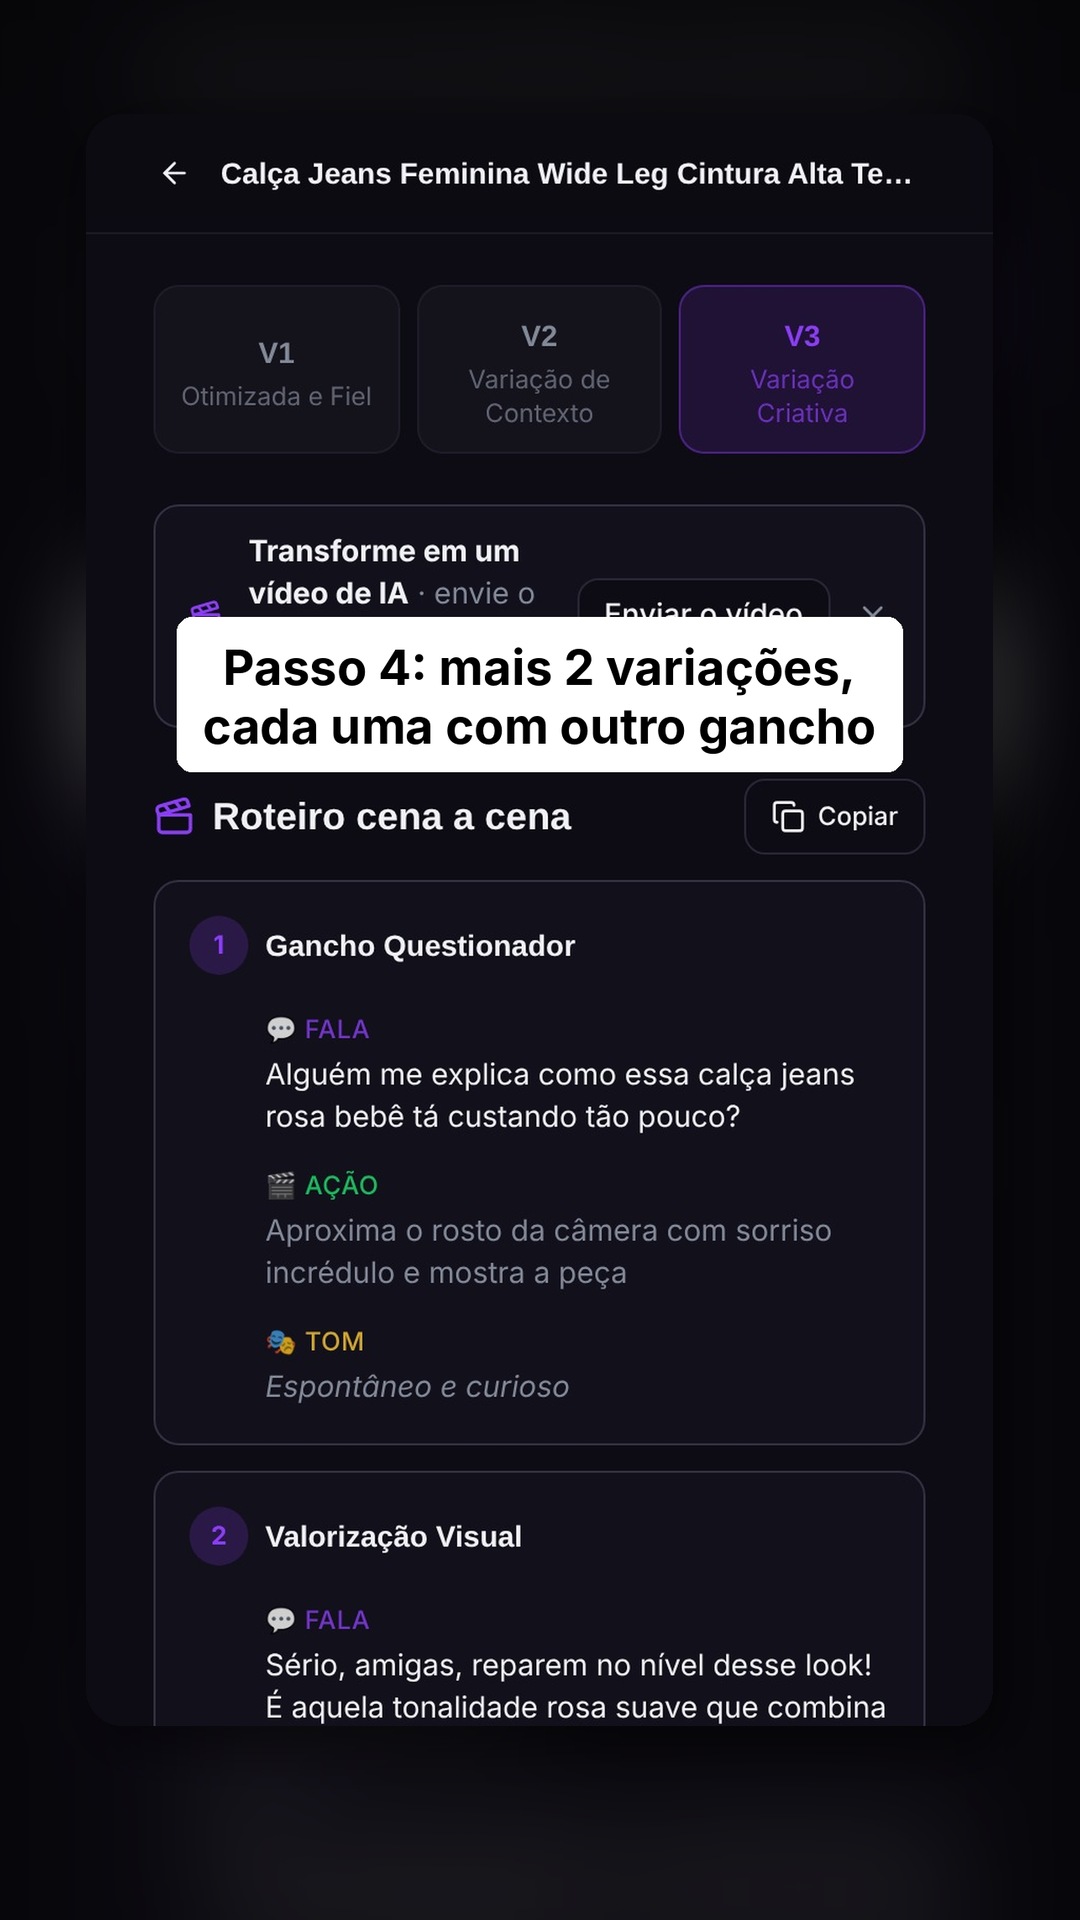 Calça Jeans Feminina Wide Leg Cintura Alta Te...
V1
Otimizada e Fiel
V2
Variação de
Contexto
V3
Variação
Criativa
Transforme em um
vídeo de IA · envie o
Enviar o vídeo
Passo 4: mais 2 variações,
cada uma com outro gancho
Roteiro cena a cena
Copiar
1
Gancho Questionador
💬 FALA
Alguém me explica como essa calça jeans
rosa bebê tá custando tão pouco?
🎬 AÇÃO
Aproxima o rosto da câmera com sorriso
incrédulo e mostra a peça
🎭 TOM
Espontâneo e curioso
2
Valorização Visual
💬 FALA
Sério, amigas, reparem no nível desse look!
É aquela tonalidade rosa suave que combina